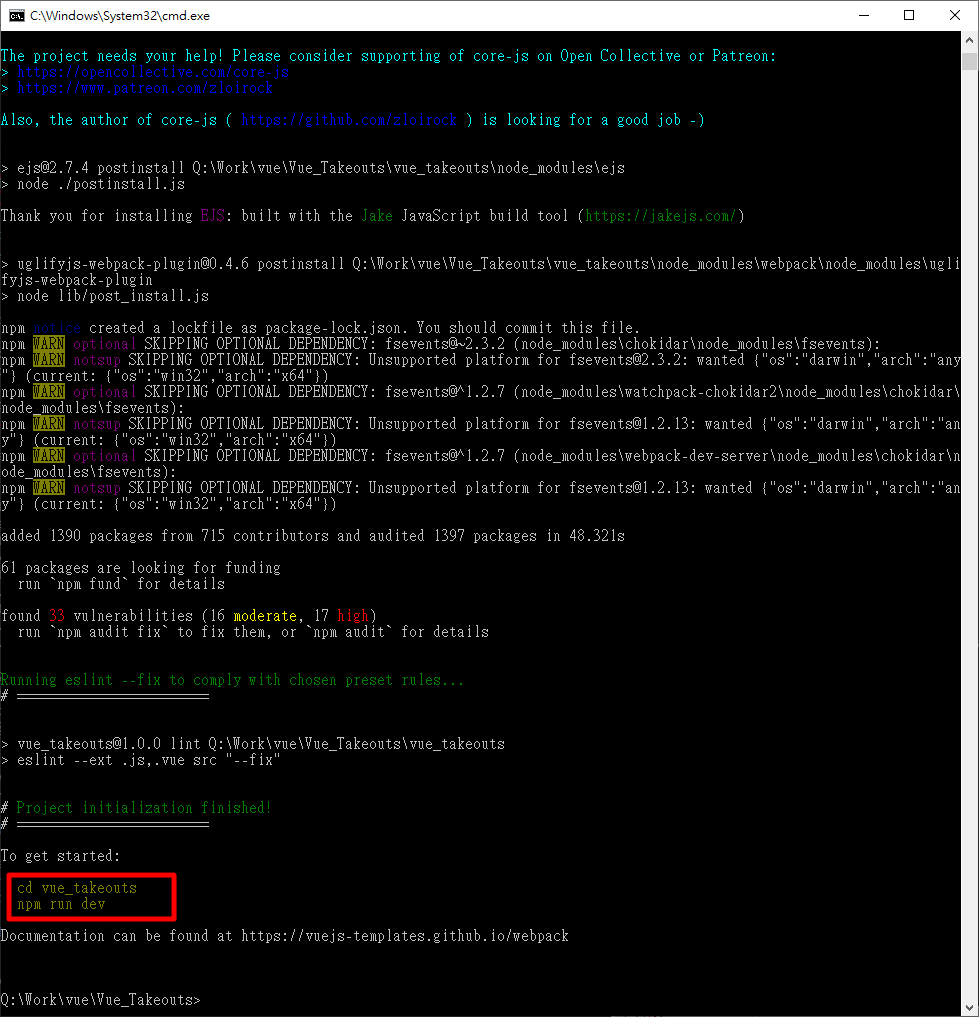 C:\Windows\System32\cmd.exe
The project needs your help! Please consider supporting of core-js on Open Collective or Patreon:
> https://opencollective.com/core-js
> https://www.patreon.com/zloirock
Also, the author of core-js ( https://github.com/zloirock ) is looking for a good job -)
> ejs@2.7.4 postinstall Q:\Work\vue\Vue_Takeouts\vue_takeouts\node_modules\ejs
> node ./postinstall.js
Thank you for installing EJS: built with the Jake JavaScript build tool (https://jakejs.com/)
> uglifyjs-webpack-plugin@0.4.6 postinstall Q:\Work\vue\Vue_Takeouts\vue_takeouts\node_modules\webpack\node_modules\ugli
fyjs-webpack-plugin
> node lib/post_install.js
npm notice created a lockfile as package-lock.json. You should commit this file.
npm WARN optional SKIPPING OPTIONAL DEPENDENCY: fsevents@~2.3.2 (node_modules\chokidar\node_modules\fsevents):
npm WARN notsup SKIPPING OPTIONAL DEPENDENCY: Unsupported platform for fsevents@2.3.2: wanted {"os":"darwin","arch":"any
"} (current: {"os":"win32","arch":"x64"})
npm WARN optional SKIPPING OPTIONAL DEPENDENCY: fsevents@^1.2.7 (node_modules\watchpack-chokidar2\node_modules\chokidar\
node_modules\fsevents):
npm WARN notsup SKIPPING OPTIONAL DEPENDENCY: Unsupported platform for fsevents@1.2.13: wanted {"os":"darwin","arch":"an
y"} (current: {"os":"win32","arch":"x64"})
npm WARN optional SKIPPING OPTIONAL DEPENDENCY: fsevents@^1.2.7 (node_modules\webpack-dev-server\node_modules\chokidar\n
ode_modules\fsevents):
npm WARN notsup SKIPPING OPTIONAL DEPENDENCY: Unsupported platform for fsevents@1.2.13: wanted {"os":"darwin","arch":"an
y"} (current: {"os":"win32","arch":"x64"})
added 1390 packages from 715 contributors and audited 1397 packages in 48.321s
61 packages are looking for funding
run `npm fund` for details
found 33 vulnerabilities (16 moderate, 17 high)
run `npm audit fix` to fix them, or `npm audit` for details
Running eslint --fix to comply with chosen preset rules...
# ========================
> vue_takeouts@1.0.0 lint Q:\Work\vue\Vue_Takeouts\vue_takeouts
> eslint --ext .js,.vue src "--fix"
# Project initialization finished!
# ========================
To get started:
cd vue_takeouts
npm run dev
Documentation can be found at https://vuejs-templates.github.io/webpack
Q:\Work\vue\Vue_Takeouts>